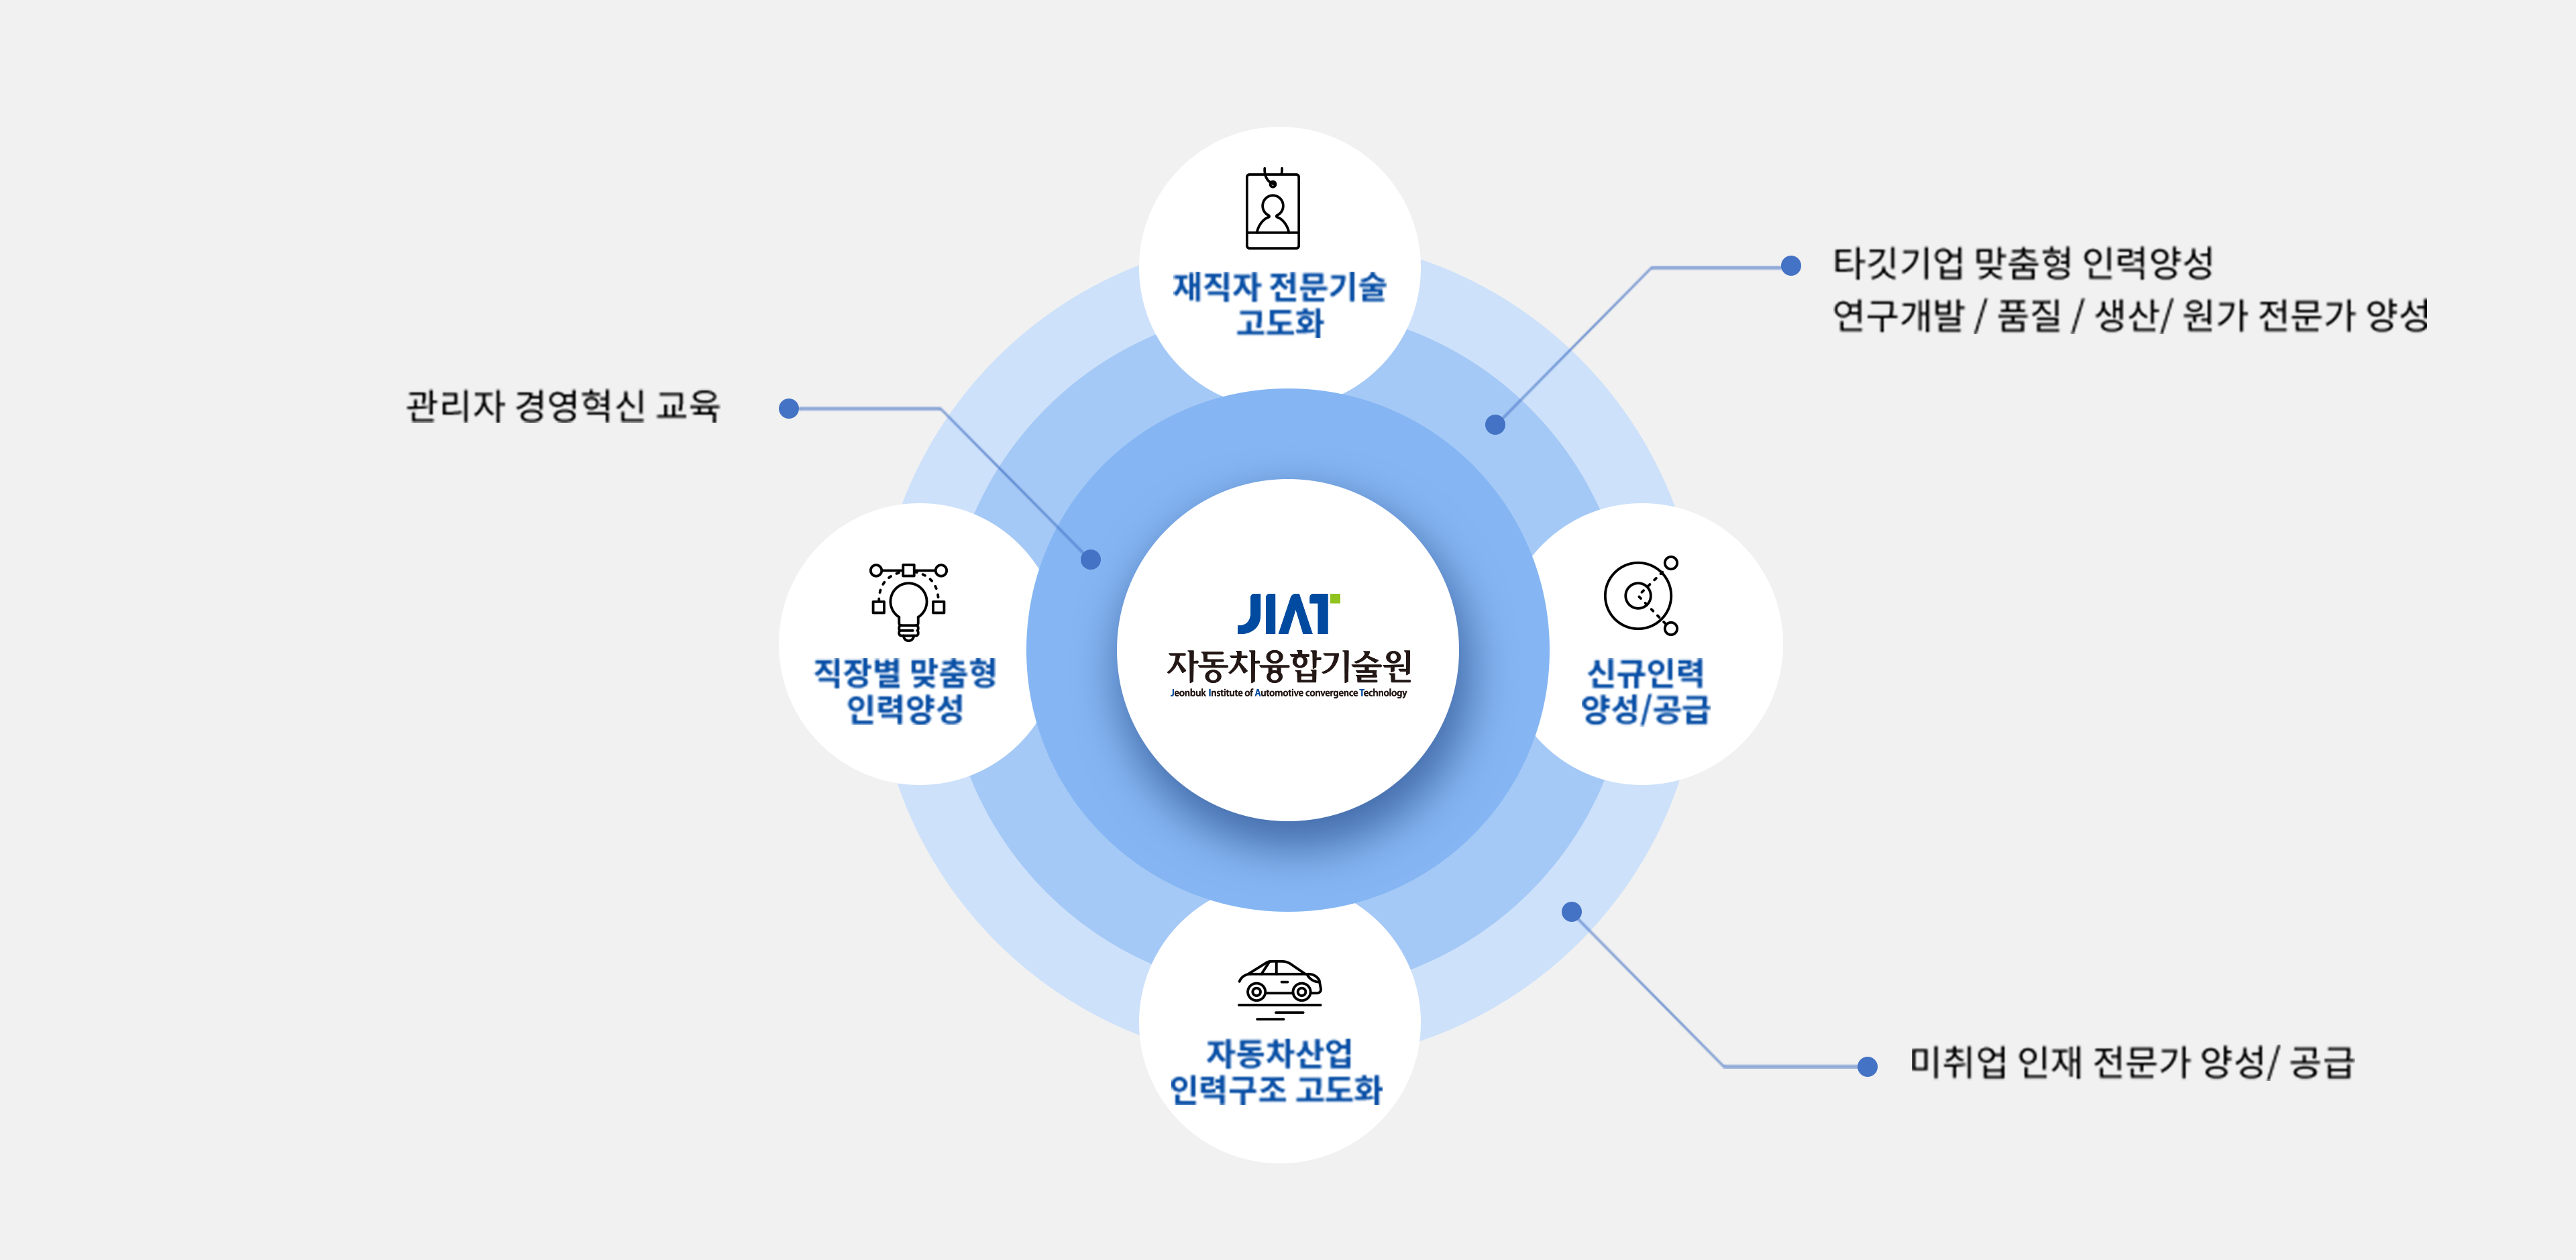 재직자 전문기술
고도화
타깃기업 맞춤형 인력양성
연구개발 / 품질 / 생산/ 원가 전문가 양성
관리자 경영혁신 교육
직장별 맞춤형
인력양성
JIAT
자동차융합기술원
Jeonbuk Institute of Automotive convergence Technology
신규인력
양성/공급
자동차산업
인력구조 고도화
미취업 인재 전문가 양성/ 공급